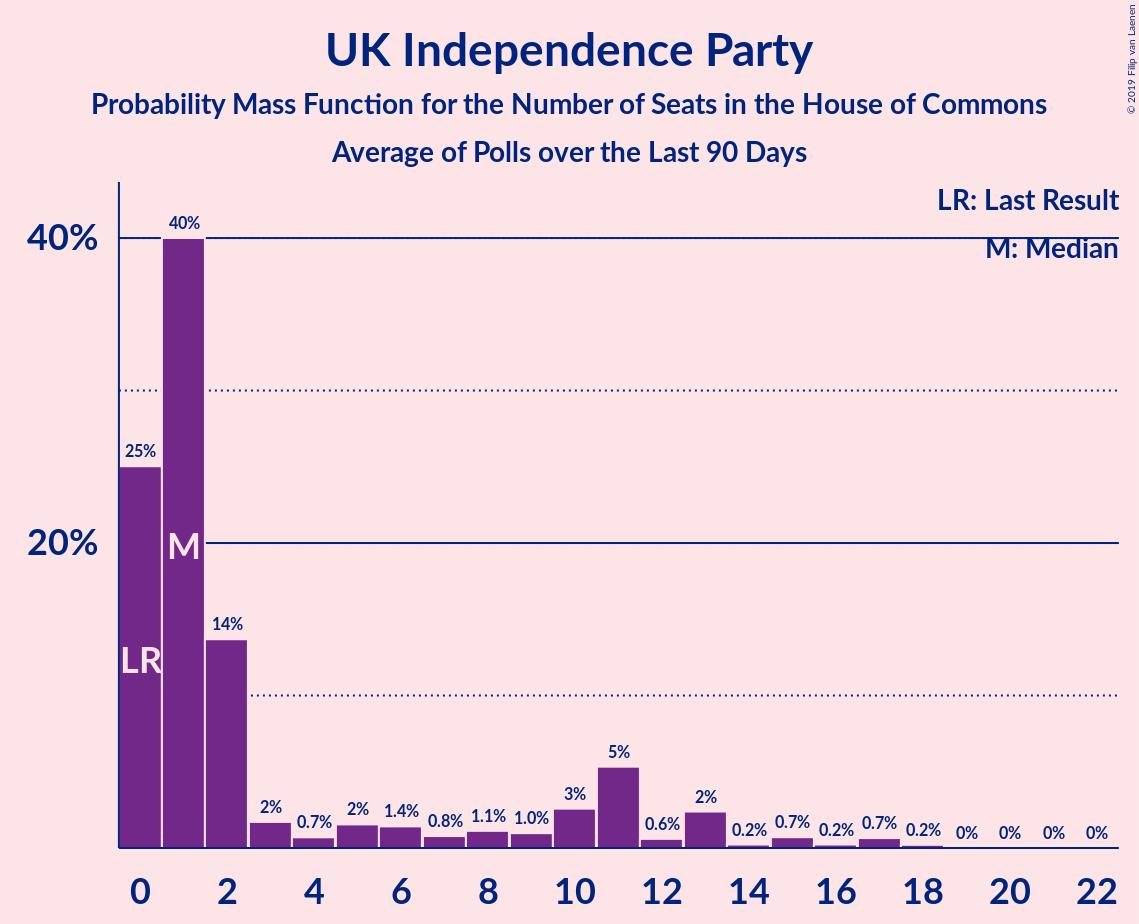 UK Independence Party
Probability Mass Function for the Number of Seats in the House of Commons
Average of Polls over the Last 90 Days
© 2019 Filip van Laenen
LR: Last Result
M: Median
40%
20%
25%
40%
14%
2%
0.7%
2%
1.4%
0.8%
1.1%
1.0%
3%
5%
0.6%
2%
0.2%
0.7%
0.2%
0.7%
0.2%
0%
0%
0%
0%
LR
M
0 2 4 6 8 10 12 14 16 18 20 22